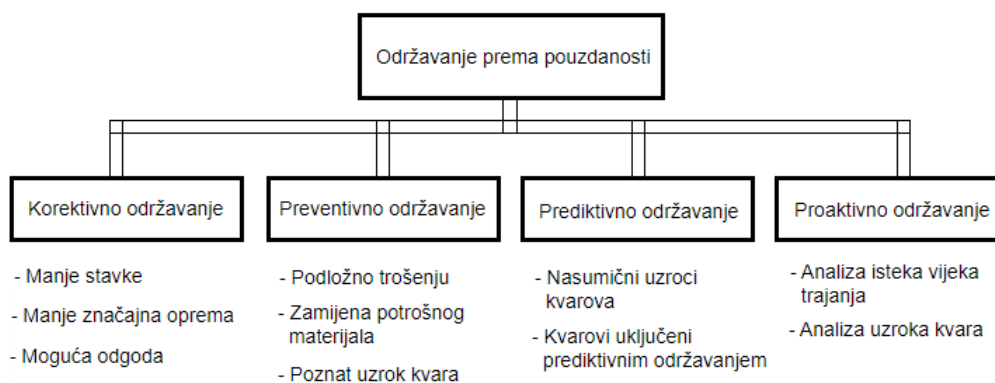 Održavanje prema pouzdanosti
Korektivno održavanje
Preventivno održavanje
Prediktivno održavanje
Proaktivno održavanje
- Manje stavke
- Manje značajna oprema
- Moguća odgoda
- Podložno trošenju
- Zamijena potrošnog
materijala
- Poznat uzrok kvara
- Nasumični uzroci
kvarova
- Kvarovi uključeni
prediktivnim održavanjem
- Analiza isteka vijeka
trajanja
- Analiza uzroka kvara